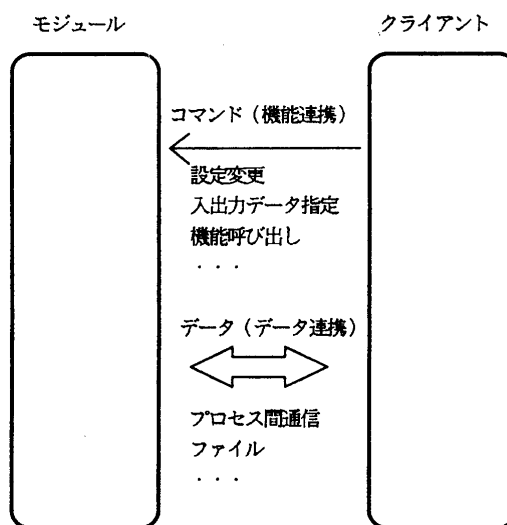 モジュール
クライアント
コマンド（機能連携）
設定変更
入出力データ指定
機能呼び出し
・・・
データ（データ連携）
プロセス間通信
ファイル
・・・